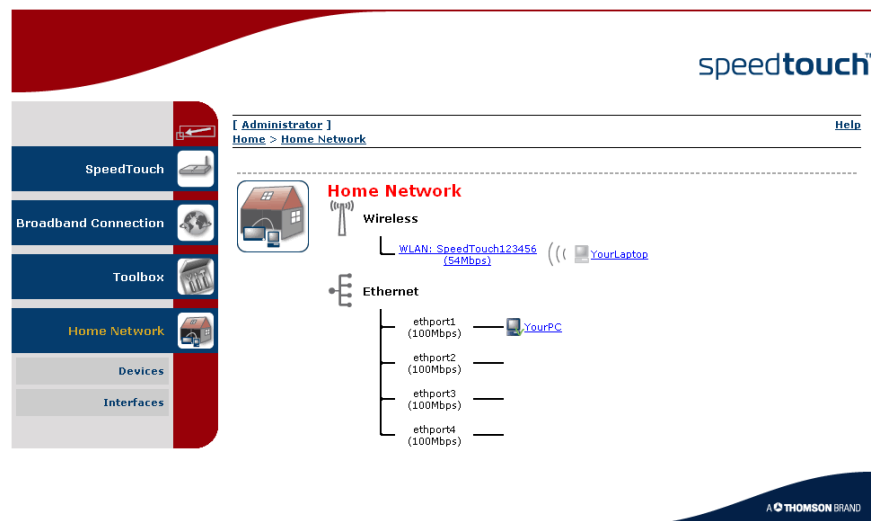 speedtouch™
[ Administrator ]
Help
Home > Home Network
SpeedTouch
Broadband Connection
Toolbox
Home Network
Devices
Interfaces
Home Network
Wireless
WLAN: SpeedTouch123456
(54Mbps)
YourLaptop
Ethernet
ethport1
(100Mbps)
YourPC
ethport2
(100Mbps)
ethport3
(100Mbps)
ethport4
(100Mbps)
A THOMSON BRAND